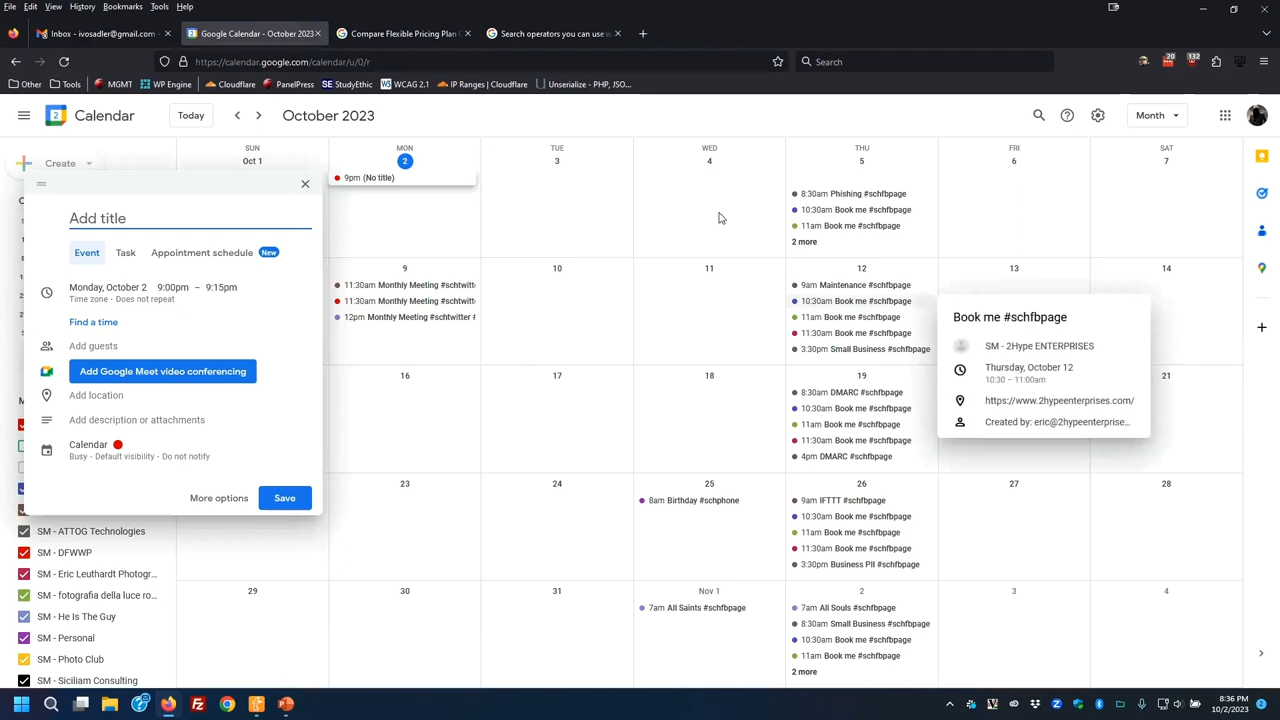 File Edit View History Bookmarks Tools Help
Inbox - ivosadler@gmail.com
Google Calendar - October 2023
Compare Flexible Pricing Plan
Search operators you can use w
https://calendar.google.com/calendar/u/0/r
Search
20
132
Other
Tools
MGMT
WP Engine
Cloudflare
PanelPress
StudyEthic
WCAG 2.1
IP Ranges | Cloudflare
Unserialize - PHP, JSO...
2
Calendar
Today
October 2023
Month
Create
SUN
MON
TUE
WED
THU
FRI
SAT
Oct 1
2
3
4
5
6
7
9pm (No title)
8:30am Phishing #schfbpage
10:30am Book me #schfbpage
11am Book me #schfbpage
2 more
Add title
Event
Task
Appointment schedule
New
Monday, October 2 9:00pm – 9:15pm
Time zone · Does not repeat
Find a time
Add guests
Add Google Meet video conferencing
Add location
Add description or attachments
Calendar
Busy · Default visibility · Do not notify
More options
Save
9
10
11
12
13
14
11:30am Monthly Meeting #schtwitt
11:30am Monthly Meeting #schtwitt
12pm Monthly Meeting #schtwitter #
9am Maintenance #schfbpage
10:30am Book me #schfbpage
11am Book me #schfbpage
11:30am Book me #schfbpage
3:30pm Small Business #schfbpage
Book me #schfbpage
SM - 2Hype ENTERPRISES
Thursday, October 12
10:30 – 11:00am
https://www.2hypeenterprises.com/
Created by: eric@2hypeenterprise...
16
17
18
19
21
8:30am DMARC #schfbpage
10:30am Book me #schfbpage
11am Book me #schfbpage
11:30am Book me #schfbpage
4pm DMARC #schfbpage
23
24
25
26
27
28
8am Birthday #schphone
9am IFTTT #schfbpage
10:30am Book me #schfbpage
11am Book me #schfbpage
11:30am Book me #schfbpage
3:30pm Business PII #schfbpage
29
30
31
Nov 1
2
3
4
7am All Saints #schfbpage
7am All Souls #schfbpage
8:30am Small Business #schfbpage
10:30am Book me #schfbpage
11am Book me #schfbpage
2 more
SM - ATTOG Technologies
SM - DFWWP
SM - Eric Leuthardt Photogr...
SM - fotografia della luce ro...
SM - He Is The Guy
SM - Personal
SM - Photo Club
SM - Siciliam Consulting
8:36 PM
10/2/2023
2